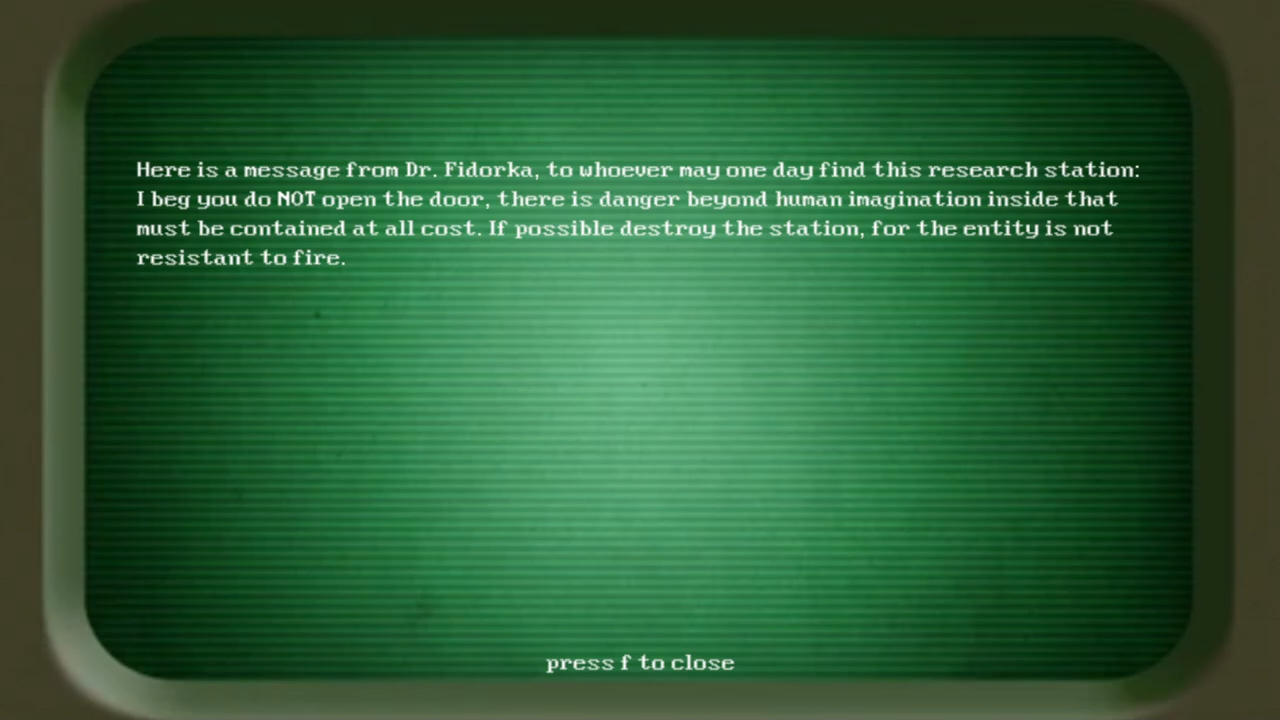 Here is a message from Dr. Fidorka, to whoever may one day find this research station:
I beg you do NOT open the door, there is danger beyond human imagination inside that
must be contained at all cost. If possible destroy the station, for the entity is not
resistant to fire.
press f to close